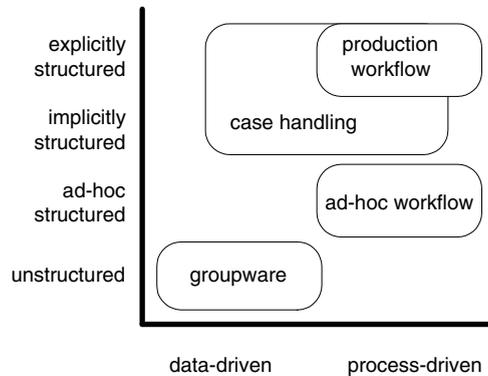 explicitly
structured
production
workflow
implicitly
structured
case handling
ad-hoc
structured
ad-hoc workflow
unstructured
groupware
data-driven
process-driven